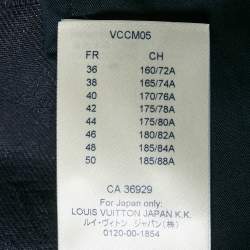 VCCM05
FR CH
36 160/72A
38 165/74A
40 170/76A
42 175/78A
44 175/80A
46 180/82A
48 185/84A
50 185/88A
CA 36929
For Japan only:
LOUIS VUITTON JAPAN K.K.
ルイ・ヴィトン ジャパン(株)
0120-00-1854